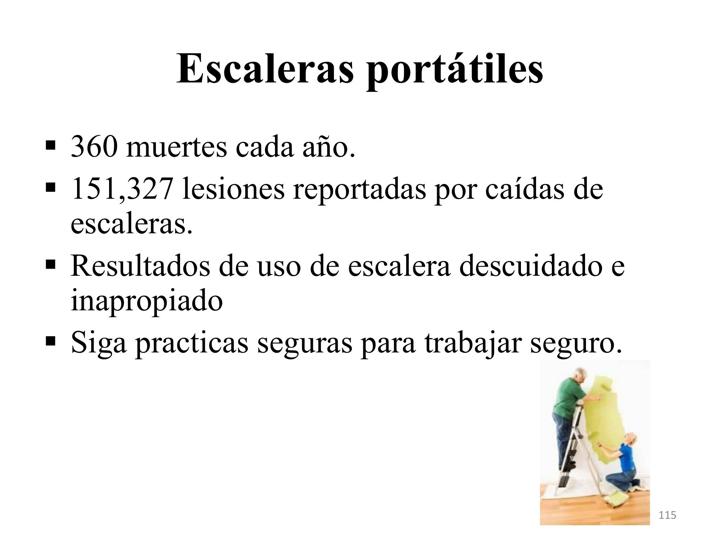 Escaleras portátiles
▪ 360 muertes cada año.
▪ 151,327 lesiones reportadas por caídas de
escaleras.
▪ Resultados de uso de escalera descuidado e
inapropiado
▪ Siga practicas seguras para trabajar seguro.
115